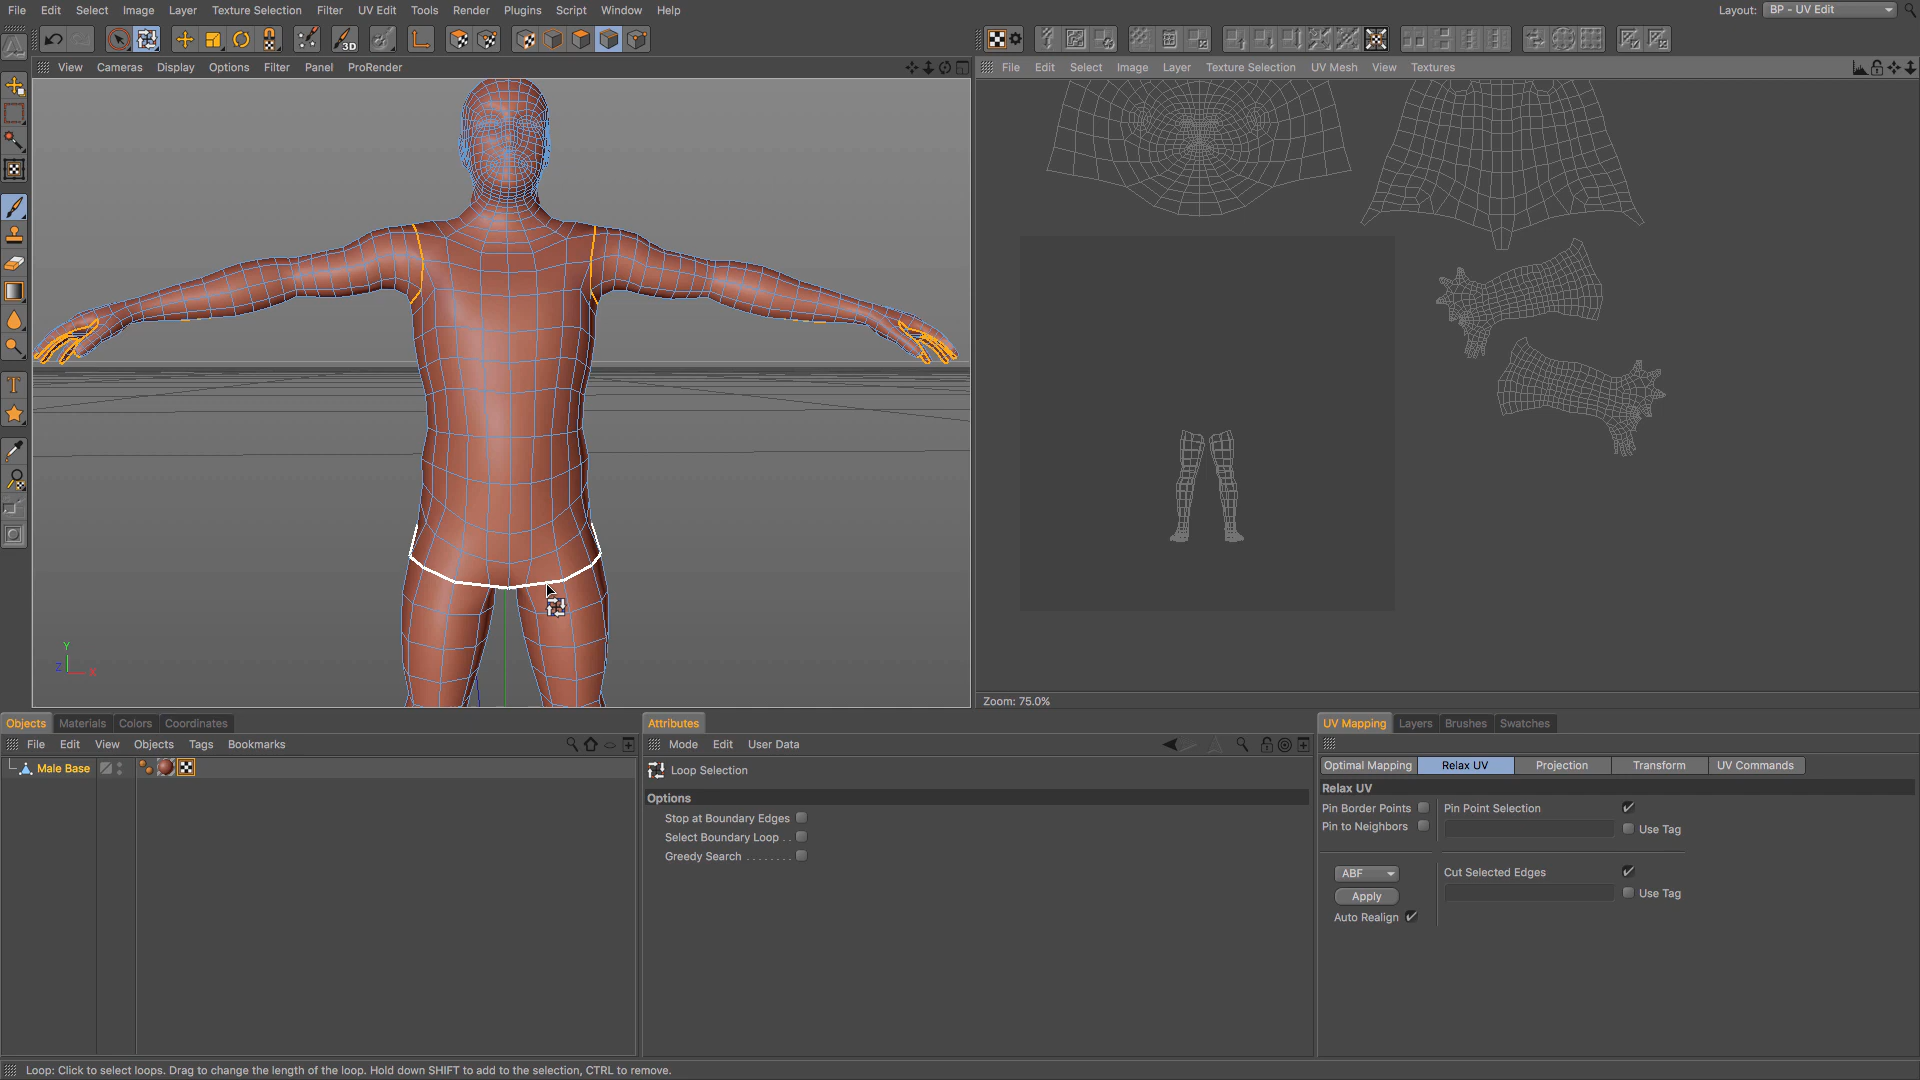 File Edit Select Image Layer Texture Selection Filter UV Edit Tools Render Plugins Script Window Help Layout: BP - UV Edit
3D
View Cameras Display Options Filter Panel ProRender
File Edit Select Image Layer Texture Selection UV Mesh View Textures
T
Y
Z X
Zoom: 75.0%
Objects Materials Colors Coordinates
File Edit View Objects Tags Bookmarks
Male Base
Attributes
Mode Edit User Data
Loop Selection
Options
Stop at Boundary Edges
Select Boundary Loop . .
Greedy Search . . . . . . . .
UV Mapping Layers Brushes Swatches
Optimal Mapping Relax UV Projection Transform UV Commands
Relax UV
Pin Border Points Pin Point Selection
Pin to Neighbors Use Tag
ABF Cut Selected Edges
Apply Use Tag
Auto Realign
Loop: Click to select loops. Drag to change the length of the loop. Hold down SHIFT to add to the selection, CTRL to remove.